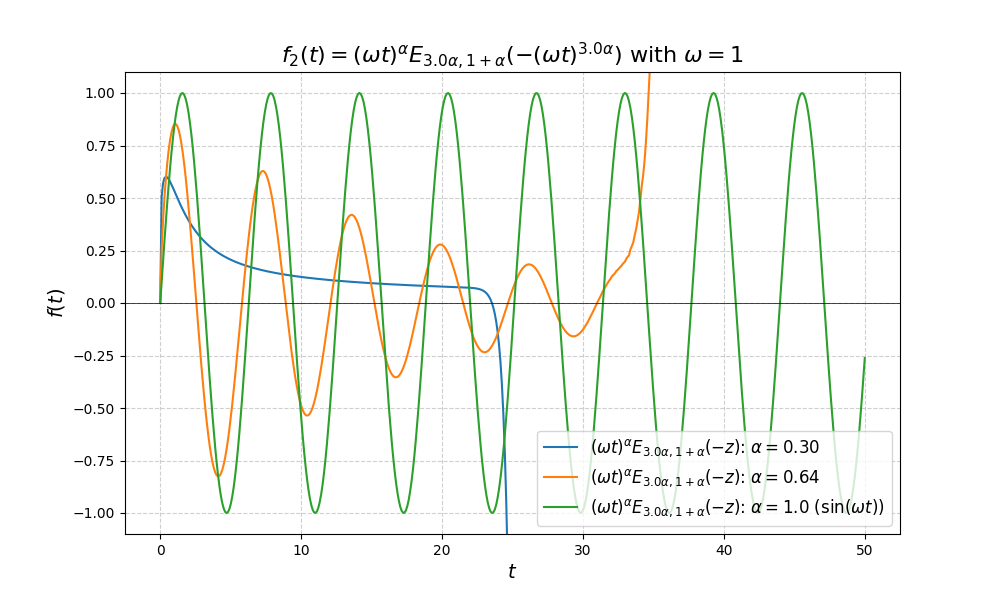 f₂(t) = (ωt)^α E_{3.0α, 1+α}(−(ωt)^{3.0α}) with ω = 1
f(t)
1.00
0.75
0.50
0.25
0.00
−0.25
−0.50
−0.75
−1.00
(ωt)^α E_{3.0α, 1+α}(−z): α = 0.30
(ωt)^α E_{3.0α, 1+α}(−z): α = 0.64
(ωt)^α E_{3.0α, 1+α}(−z): α = 1.0 (sin(ωt))
0 10 20 30 40 50
t